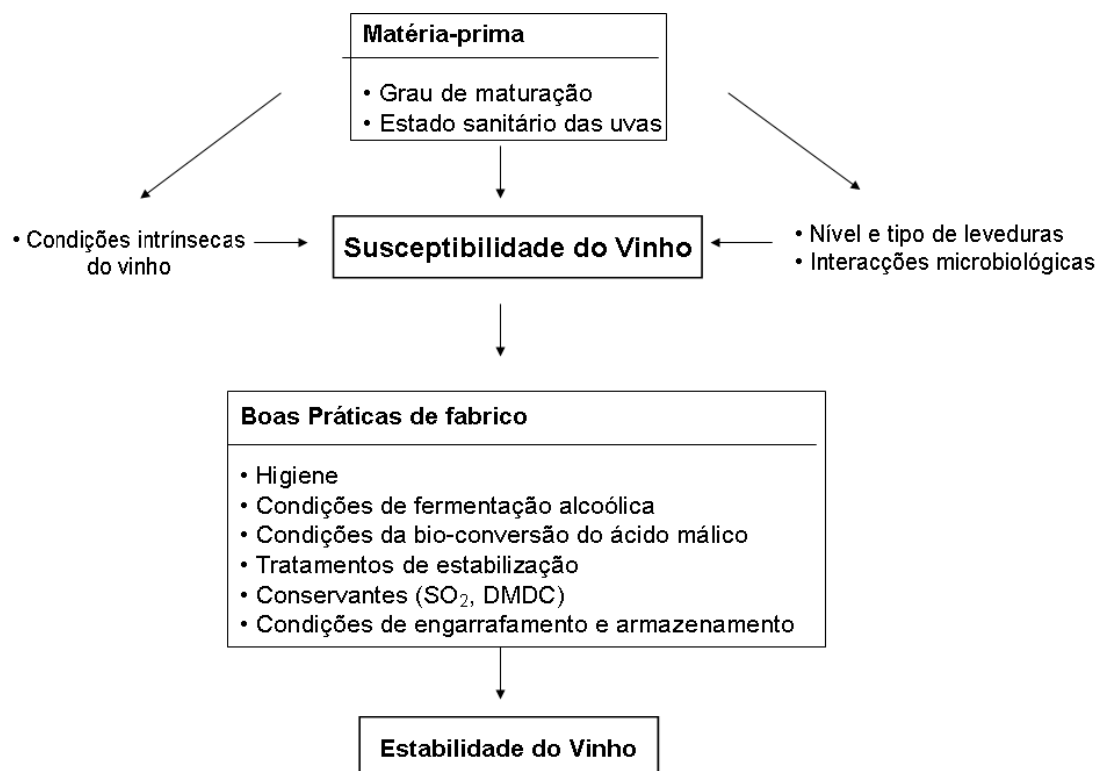 Matéria-prima
• Grau de maturação
• Estado sanitário das uvas
• Condições intrínsecas
do vinho
Susceptibilidade do Vinho
• Nível e tipo de leveduras
• Interacções microbiológicas
Boas Práticas de fabrico
• Higiene
• Condições de fermentação alcoólica
• Condições da bio-conversão do ácido málico
• Tratamentos de estabilização
• Conservantes (SO₂, DMDC)
• Condições de engarrafamento e armazenamento
Estabilidade do Vinho